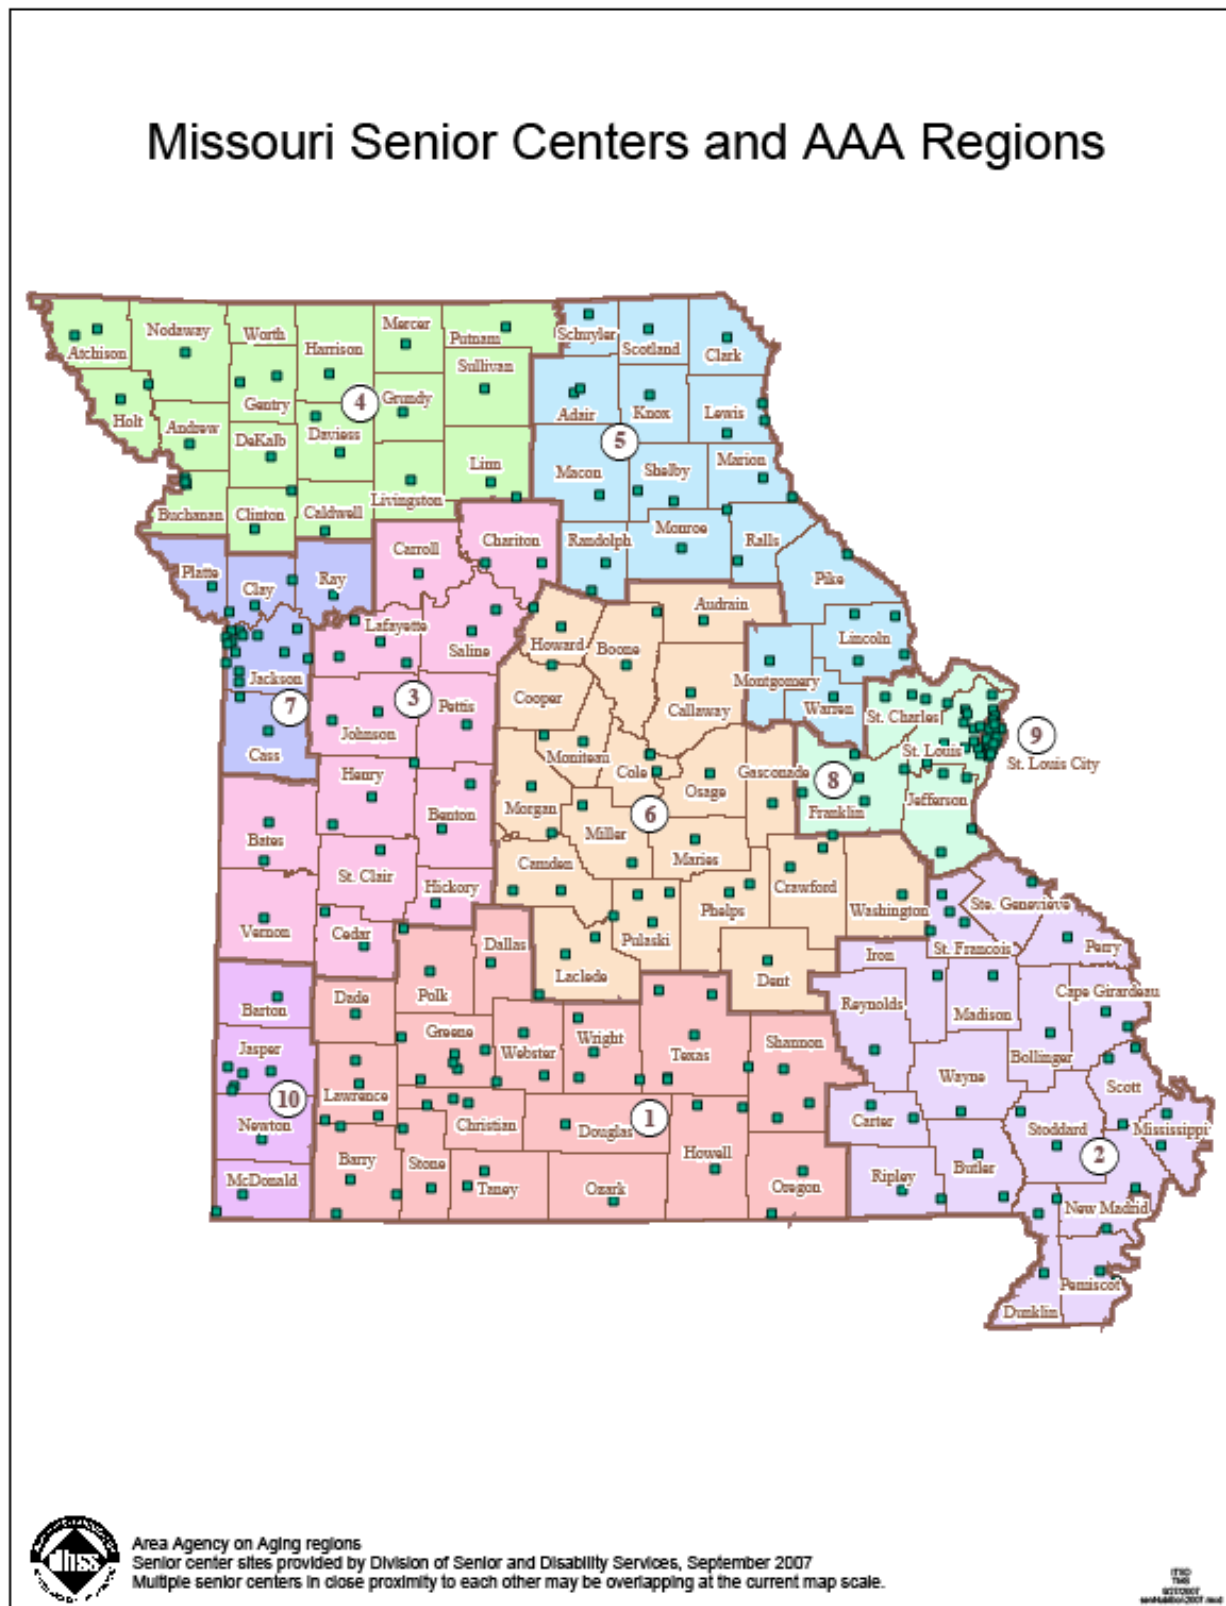 Missouri Senior Centers and AAA Regions
Nodaway Worth Mercer Putnam Schuyler Scotland Clark
Atchison Harrison Sullivan
Holt Gentry 4 Grundy Adair Knox Lewis
Andrew DeKalb Daviess 5
Linn Macon Shelby Marion
Buchanan Clinton Caldwell Livingston
Randolph Monroe Ralls
Carroll Chariton
Platte Clay Ray Pike
Audrain
Lafayette Saline Howard Boone Lincoln
Jackson Montgomery
7 3 Pettis Cooper Callaway Warren St. Charles
Johnson 9
Cass Moniteau St. Louis St. Louis City
Henry Cole Osage Gasconade 8
Benton Morgan 6 Franklin Jefferson
Bates Miller
Camden Maries
St. Clair Hickory Crawford
Phelps Washington Ste. Genevieve
Vernon Cedar Dallas Pulaski St. Francois Perry
Iron
Laclede Dent
Barton Dade Polk Reynolds Madison Cape Girardeau
Jasper Greene Webster Wright Texas Shannon Bollinger
Wayne Scott
10 Lawrence 1
Newton Christian Douglas Carter Stoddard Mississippi
Barry Stone Howell 2
McDonald Taney Ozark Oregon Ripley Butler
New Madrid
Pemiscot
Dunklin
dhss
Area Agency on Aging regions
Senior center sites provided by Division of Senior and Disability Services, September 2007
Multiple senior centers in close proximity to each other may be overlapping at the current map scale.